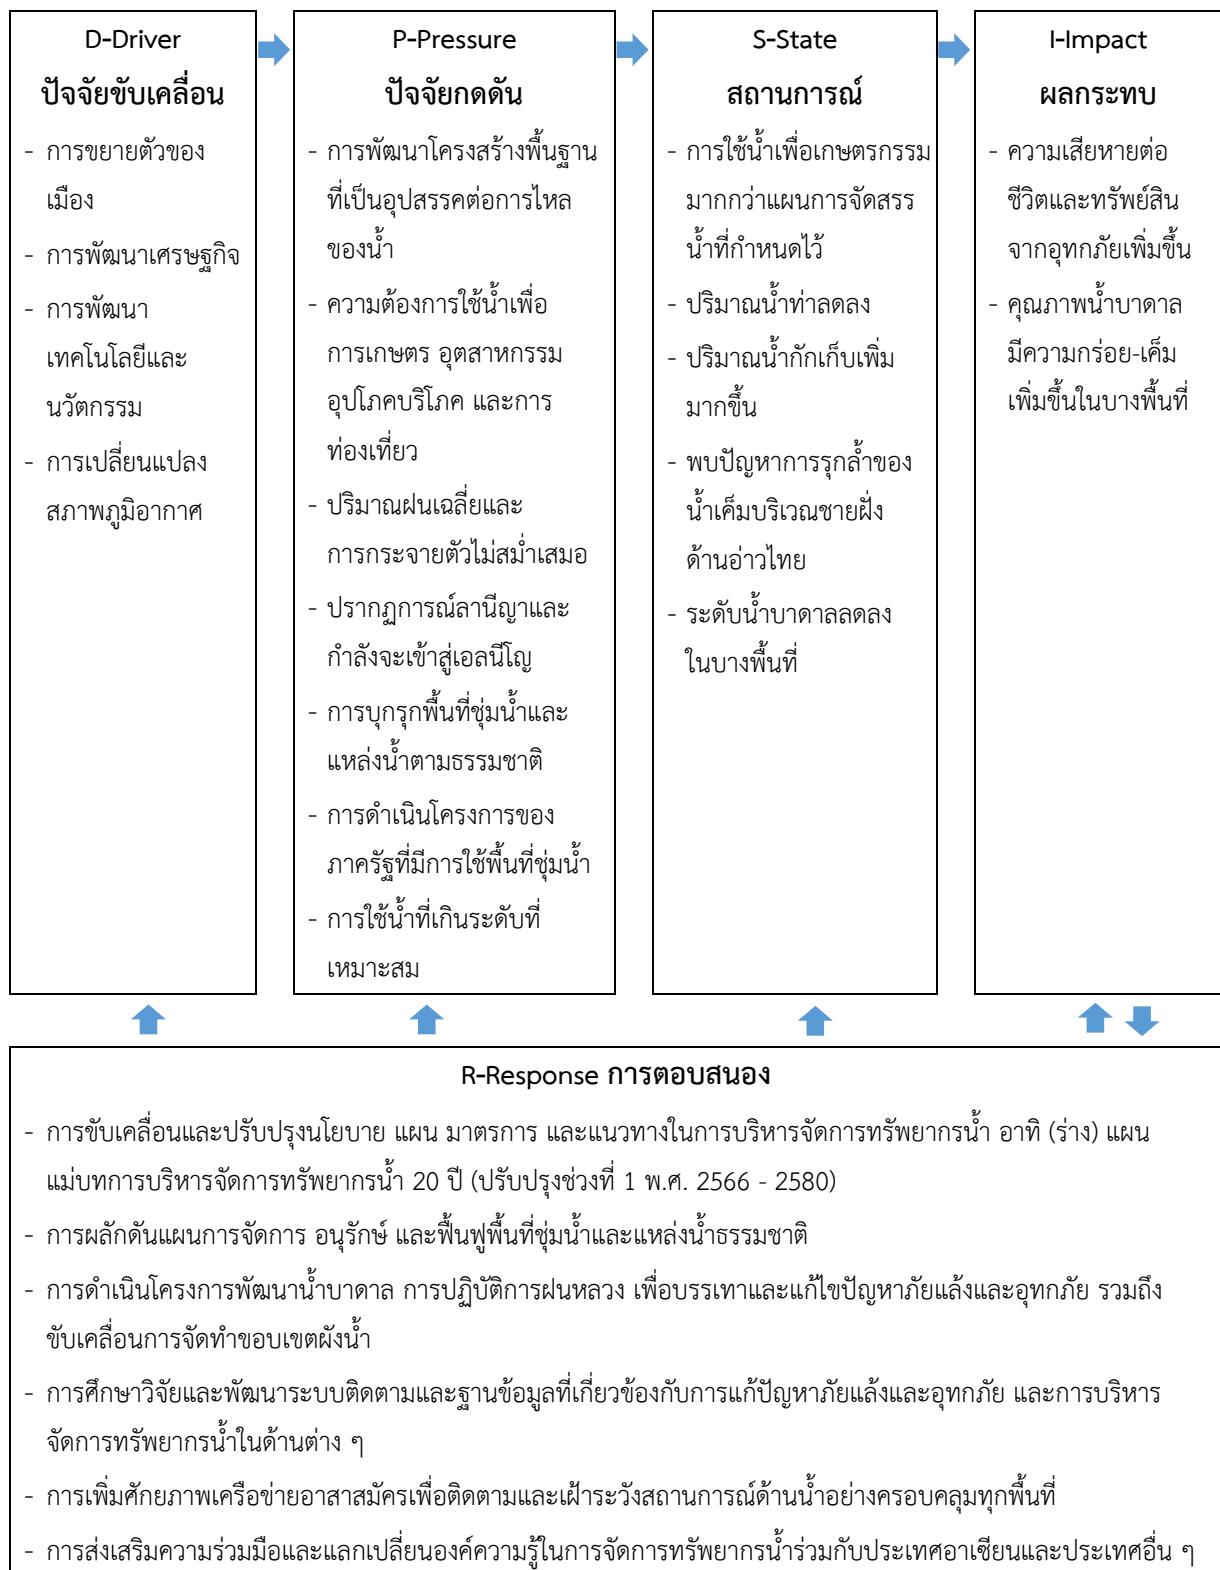 D-Driver
ปัจจัยขับเคลื่อน
- การขยายตัวของ
เมือง
- การพัฒนาเศรษฐกิจ
- การพัฒนา
เทคโนโลยีและ
นวัตกรรม
- การเปลี่ยนแปลง
สภาพภูมิอากาศ
P-Pressure
ปัจจัยกดดัน
- การพัฒนาโครงสร้างพื้นฐาน
ที่เป็นอุปสรรคต่อการไหล
ของน้ำ
- ความต้องการใช้น้ำเพื่อ
การเกษตร อุตสาหกรรม
อุปโภคบริโภค และการ
ท่องเที่ยว
- ปริมาณฝนเฉลี่ยและ
การกระจายตัวไม่สม่ำเสมอ
- ปรากฏการณ์ลานีญาและ
กำลังจะเข้าสู่เอลนีโญ
- การบุกรุกพื้นที่ชุ่มน้ำและ
แหล่งน้ำตามธรรมชาติ
- การดำเนินโครงการของ
ภาครัฐที่มีการใช้พื้นที่ชุ่มน้ำ
- การใช้น้ำที่เกินระดับที่
เหมาะสม
S-State
สถานการณ์
- การใช้น้ำเพื่อเกษตรกรรม
มากกว่าแผนการจัดสรร
น้ำที่กำหนดไว้
- ปริมาณน้ำท่าลดลง
- ปริมาณน้ำกักเก็บเพิ่ม
มากขึ้น
- พบปัญหาการรุกล้ำของ
น้ำเค็มบริเวณชายฝั่ง
ด้านอ่าวไทย
- ระดับน้ำบาดาลลดลง
ในบางพื้นที่
I-Impact
ผลกระทบ
- ความเสียหายต่อ
ชีวิตและทรัพย์สิน
จากอุทกภัยเพิ่มขึ้น
- คุณภาพน้ำบาดาล
มีความกร่อย-เค็ม
เพิ่มขึ้นในบางพื้นที่
R-Response การตอบสนอง
- การขับเคลื่อนและปรับปรุงนโยบาย แผน มาตรการ และแนวทางในการบริหารจัดการทรัพยากรน้ำ อาทิ (ร่าง) แผน
แม่บทการบริหารจัดการทรัพยากรน้ำ 20 ปี (ปรับปรุงช่วงที่ 1 พ.ศ. 2566 - 2580)
- การผลักดันแผนการจัดการ อนุรักษ์ และฟื้นฟูพื้นที่ชุ่มน้ำและแหล่งน้ำธรรมชาติ
- การดำเนินโครงการพัฒนาน้ำบาดาล การปฏิบัติการฝนหลวง เพื่อบรรเทาและแก้ไขปัญหาภัยแล้งและอุทกภัย รวมถึง
ขับเคลื่อนการจัดทำขอบเขตผังน้ำ
- การศึกษาวิจัยและพัฒนาระบบติดตามและฐานข้อมูลที่เกี่ยวข้องกับการแก้ปัญหาภัยแล้งและอุทกภัย และการบริหาร
จัดการทรัพยากรน้ำในด้านต่าง ๆ
- การเพิ่มศักยภาพเครือข่ายอาสาสมัครเพื่อติดตามและเฝ้าระวังสถานการณ์ด้านน้ำอย่างครอบคลุมทุกพื้นที่
- การส่งเสริมความร่วมมือและแลกเปลี่ยนองค์ความรู้ในการจัดการทรัพยากรน้ำร่วมกับประเทศอาเซียนและประเทศอื่น ๆ